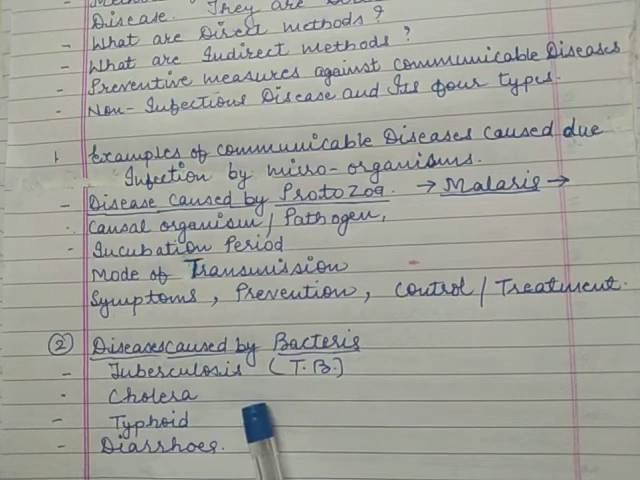 Disease. They are
- What are Direct methods?
- What are Indirect methods?
- Preventive measures against communicable Diseases
- Non-Infectious Disease and Its four types.
1 Examples of communicable Diseases caused due
Infection by micro-organisms.
- Disease caused by Protozoa. → Malaria →
. Causal organism/Pathogen,
- Incubation Period
Mode of Transmission
Symptoms, Prevention, Control/Treatment.
② Diseases caused by Bacteria
- Tuberculosis (T.B.)
. Cholera
- Typhoid
- Diarrhoea.